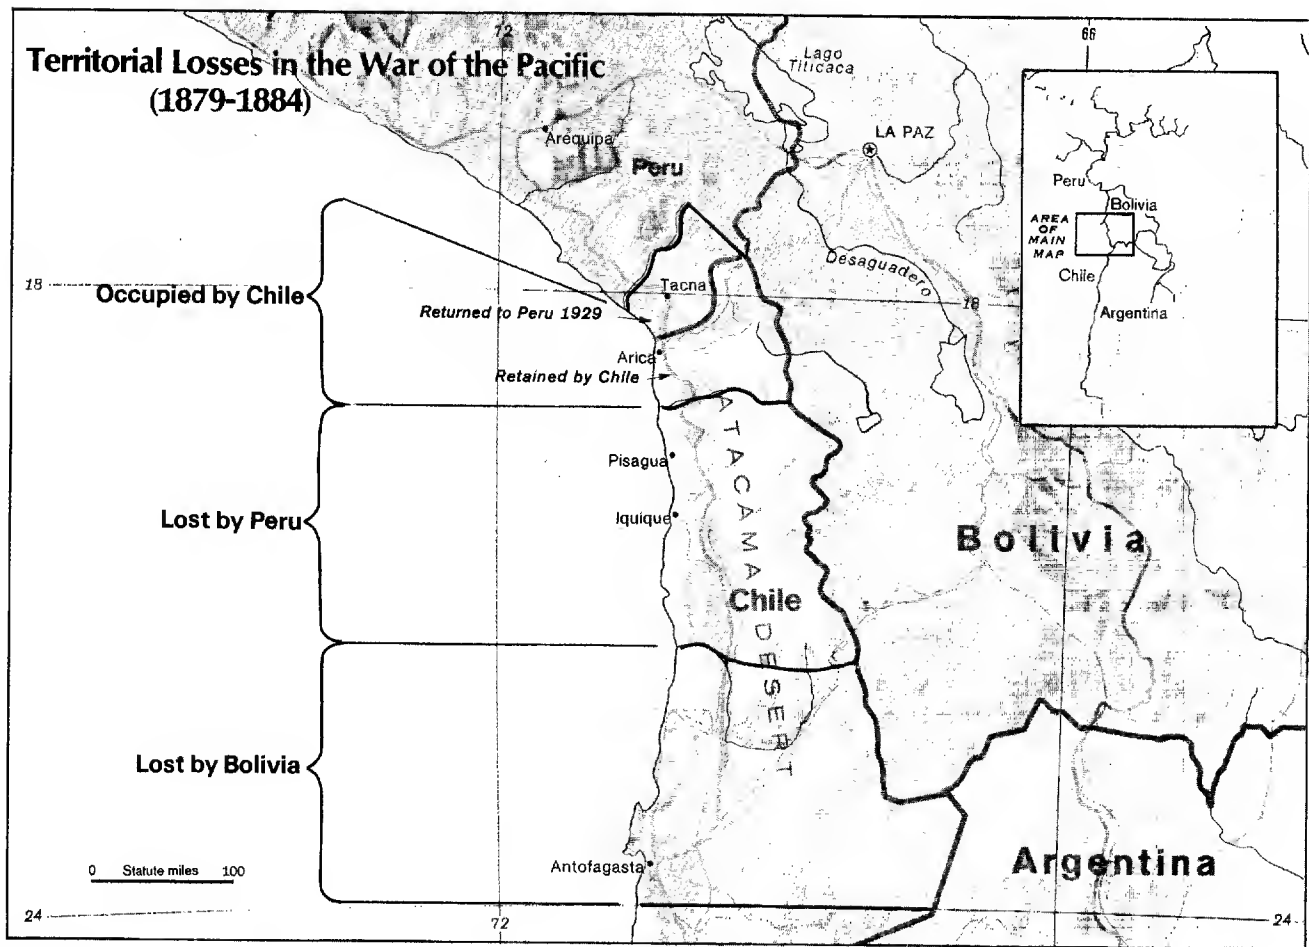 Territorial Losses in the War of the Pacific
(1879-1884)
72
66
Lago
Titicaca
LA PAZ
Arequipa
Peru
Desaguadero
18
18
Occupied by Chile
Tacna
Returned to Peru 1929
Arica
Retained by Chile
ATACAMA DESERT
Pisagua
Iquique
Lost by Peru
Bolivia
Chile
Lost by Bolivia
Antofagasta
Argentina
0 Statute miles 100
24
72
24
Peru
Bolivia
AREA
OF
MAIN
MAP
Chile
Argentina